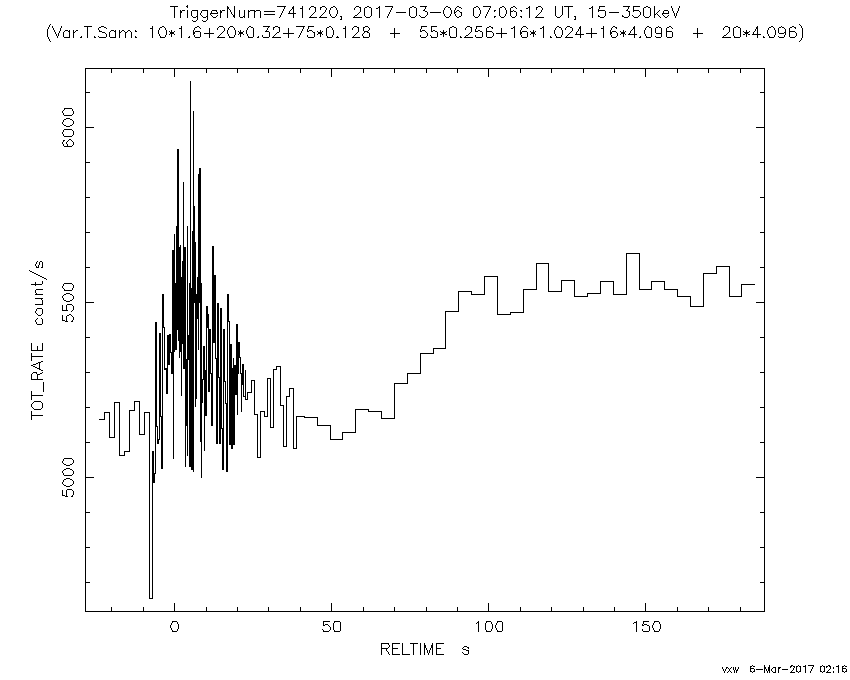 TriggerNum=741220, 2017-03-06 07:06:12 UT, 15-350keV
(Var.T.Sam: 10*1.6+20*0.32+75*0.128 + 55*0.256+16*1.024+16*4.096 + 20*4.096)
6000
5500
5000
TOT_RATE count/s
0 50 100 150
RELTIME s
vxw 6-Mar-2017 02:16